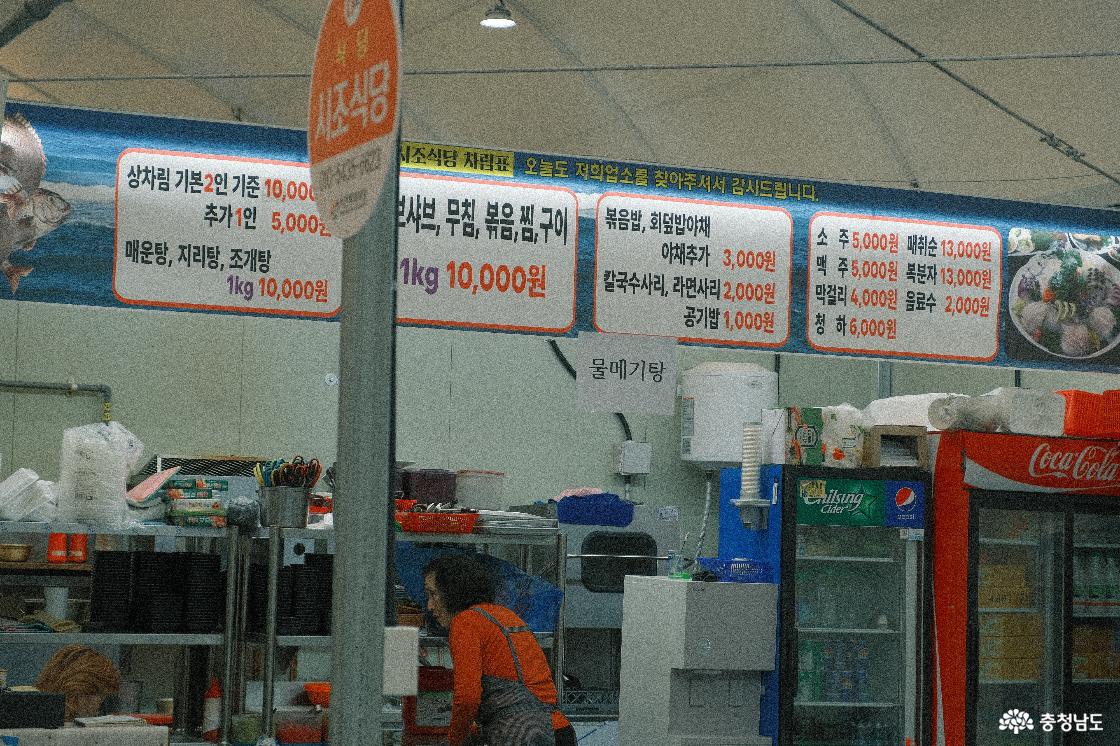 식당
시조식당
시조식당 차림표
오늘도 저희업소를 찾아주셔서 감사드립니다.
상차림 기본2인 기준 10,000
추가1인 5,000원
매운탕, 지리탕, 조개탕
1kg 10,000원
샤브, 무침, 볶음,찜,구이
1kg 10,000원
볶음밥, 회덮밥야채
야채추가 3,000원
칼국수사리, 라면사리 2,000원
공기밥 1,000원
소 주 5,000원 매취순 13,000원
맥 주 5,000원 복분자 13,000원
막걸리 4,000원 음료수 2,000원
청 하 6,000원
물메기탕
Chilsung
Cider
pepsi
Coca-Cola
충청남도